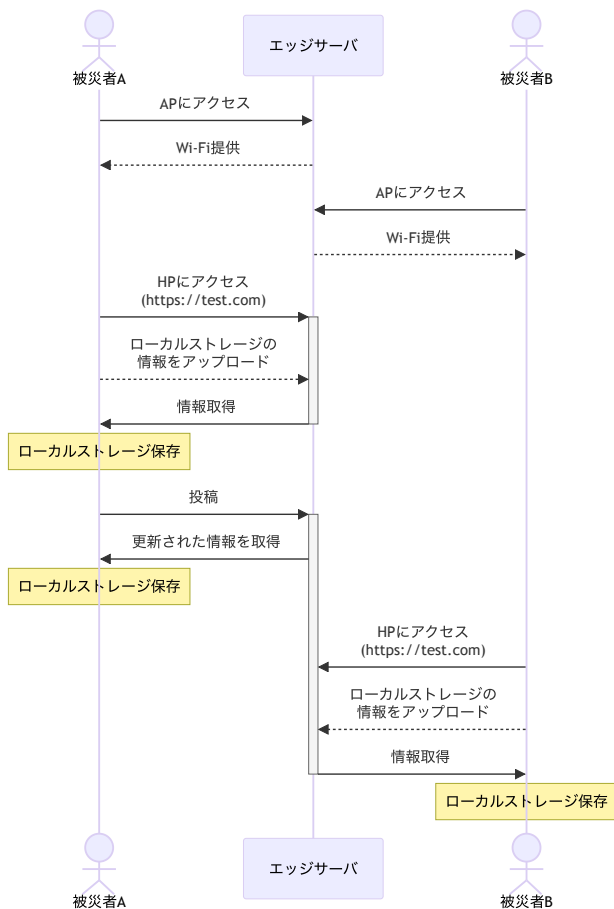 被災者A
エッジサーバ
被災者B
APにアクセス
Wi-Fi提供
APにアクセス
Wi-Fi提供
HPにアクセス
(https://test.com)
ローカルストレージの
情報をアップロード
情報取得
ローカルストレージ保存
投稿
更新された情報を取得
ローカルストレージ保存
HPにアクセス
(https://test.com)
ローカルストレージの
情報をアップロード
情報取得
ローカルストレージ保存
被災者A
エッジサーバ
被災者B